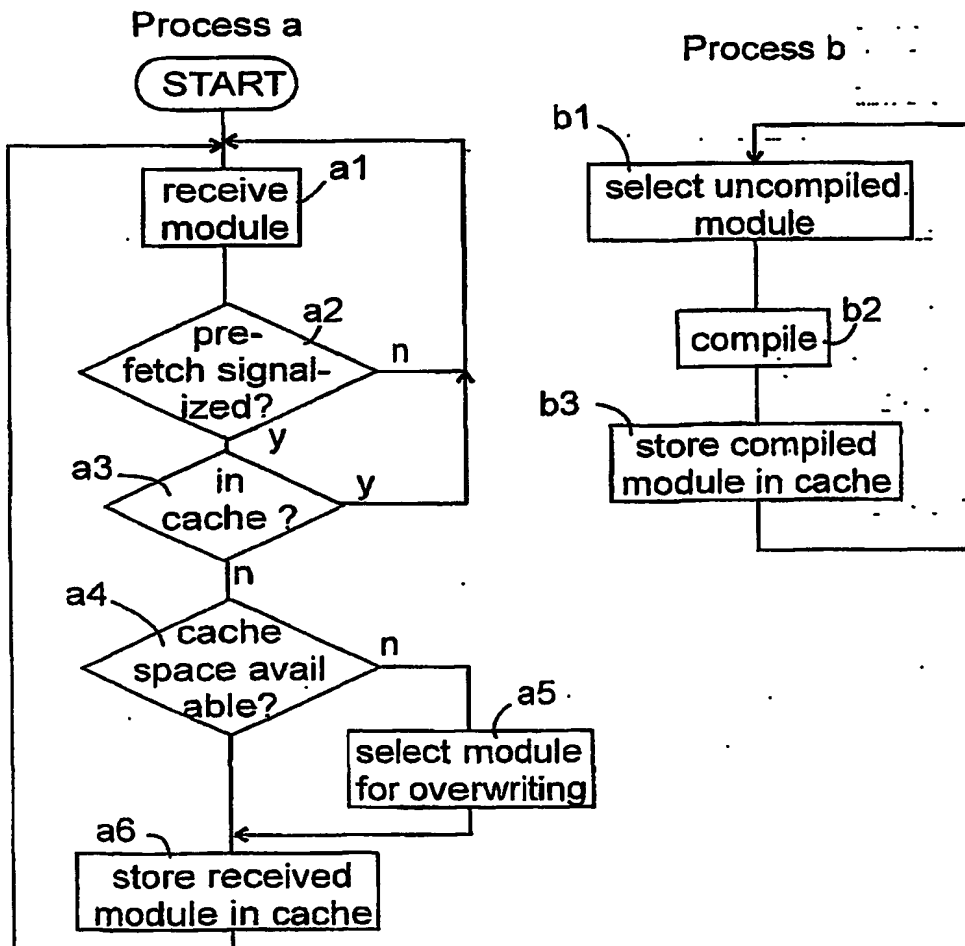 Process a
START
a1
receive
module
a2
pre-
fetch signal-
ized?
n
y
a3
in
cache ?
y
n
a4
cache
space avail
able?
n
a5
select module
for overwriting
a6
store received
module in cache
Process b
b1
select uncompiled
module
b2
compile
b3
store compiled
module in cache